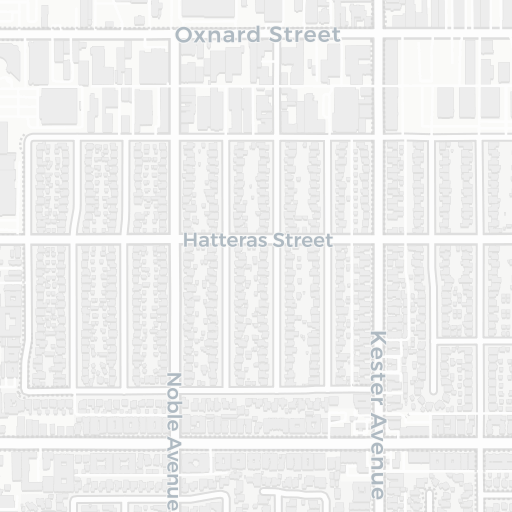 Oxnard Street
Hatteras Street
Noble Avenue
Kester Avenue